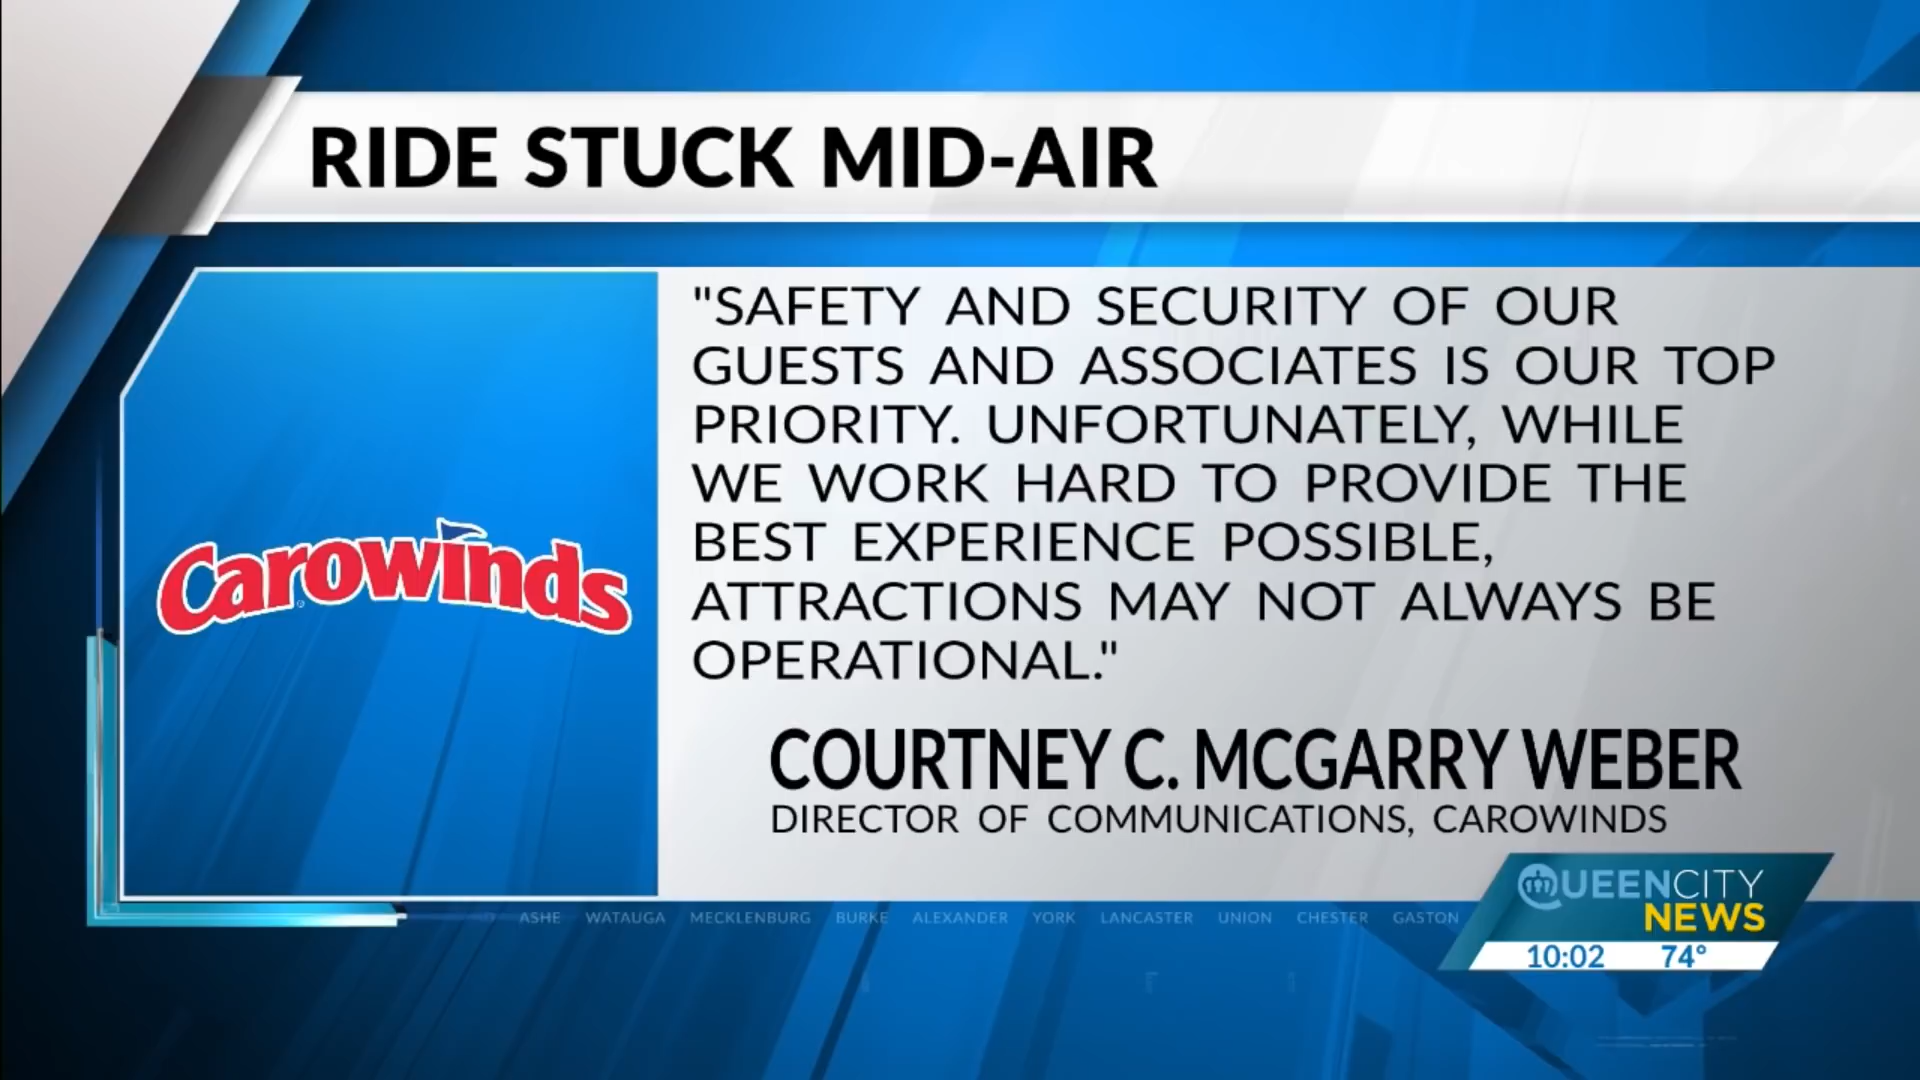 RIDE STUCK MID-AIR
Carowinds
"SAFETY AND SECURITY OF OUR
GUESTS AND ASSOCIATES IS OUR TOP
PRIORITY. UNFORTUNATELY, WHILE
WE WORK HARD TO PROVIDE THE
BEST EXPERIENCE POSSIBLE,
ATTRACTIONS MAY NOT ALWAYS BE
OPERATIONAL."
COURTNEY C. MCGARRY WEBER
DIRECTOR OF COMMUNICATIONS, CAROWINDS
ASHE WATAUGA MECKLENBURG BURKE ALEXANDER YORK LANCASTER UNION CHESTER GASTON
QUEEN CITY
NEWS
10:02 74°